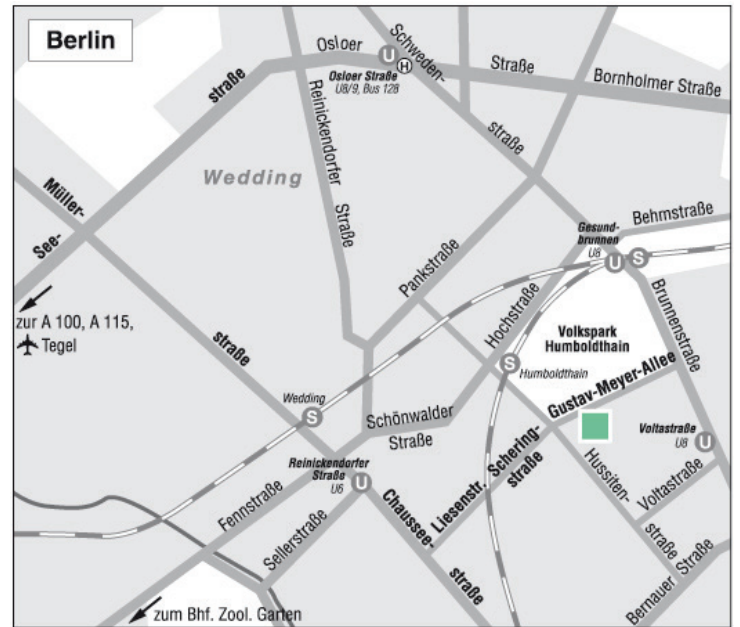 Berlin
Osloer
U
H
Schweden-
Osloer Straße
U8/9, Bus 128
Straße
Bornholmer Straße
straße
Reinickendorfer
straße
Wedding
Müller-
Straße
Behmstraße
Gesund-
brunnen
U8
U
S
See-
Pankstraße
zur A 100, A 115,
Tegel
Hochstraße
Brunnenstraße
Volkspark
Humboldthain
straße
S
Humboldthain
Gustav-Meyer-Allee
Wedding
S
Schönwalder
Straße
Voltastraße
U8
U
Reinickendorfer
Straße
U6
U
Schering-
straße
Liesenstr.
Hussiten-
Voltastraße
Fennstraße
Chaussee-
Sellerstraße
straße
straße
Bernauer Straße
zum Bhf. Zool. Garten